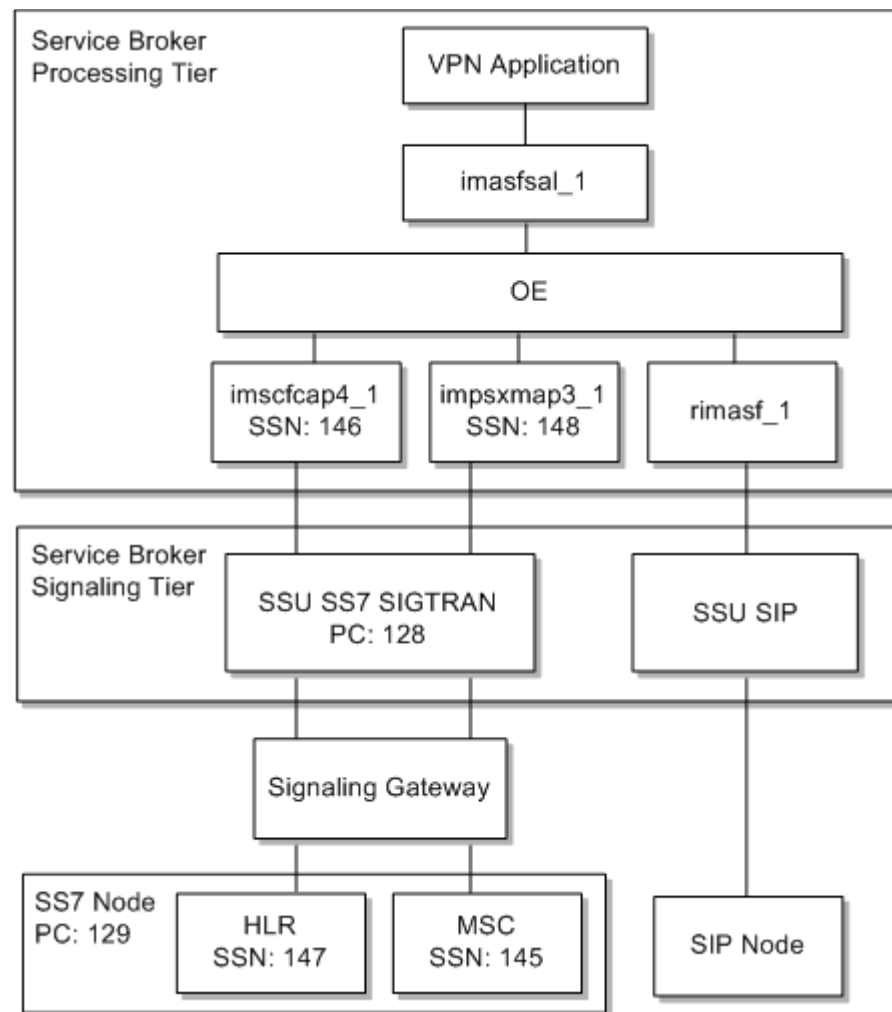 Service Broker
Processing Tier
VPN Application
imasfsal_1
OE
imscfcap4_1
SSN: 146
impsxmap3_1
SSN: 148
rimasf_1
Service Broker
Signaling Tier
SSU SS7 SIGTRAN
PC: 128
SSU SIP
Signaling Gateway
SS7 Node
PC: 129
HLR
SSN: 147
MSC
SSN: 145
SIP Node